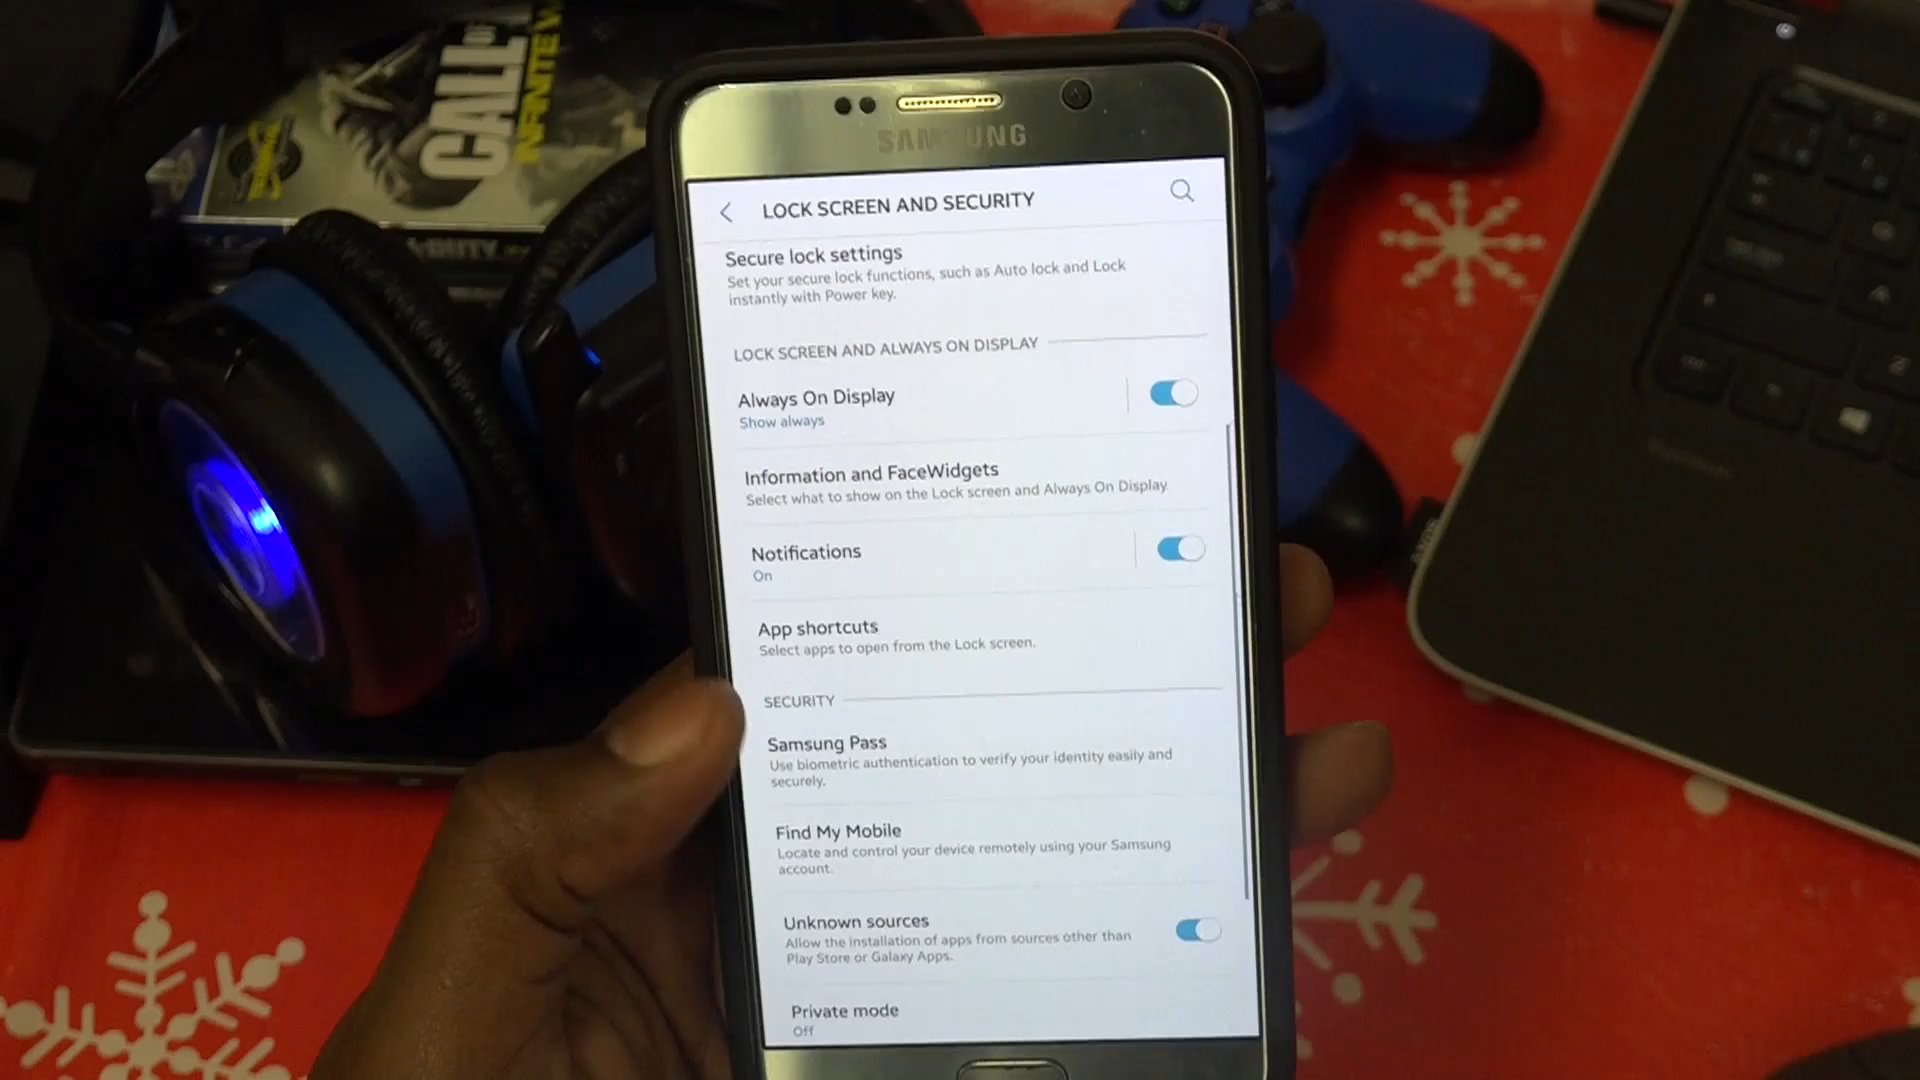 CALL OF
INFINITE W
SAMSUNG
LOCK SCREEN AND SECURITY
Secure lock settings
Set your secure lock functions, such as Auto lock and Lock
instantly with Power key.
LOCK SCREEN AND ALWAYS ON DISPLAY
Always On Display
Show always
Information and FaceWidgets
Select what to show on the Lock screen and Always On Display.
Notifications
On
App shortcuts
Select apps to open from the Lock screen.
SECURITY
Samsung Pass
Use biometric authentication to verify your identity easily and
securely.
Find My Mobile
Locate and control your device remotely using your Samsung
account.
Unknown sources
Allow the installation of apps from sources other than
Play Store or Galaxy Apps.
Private mode
Off